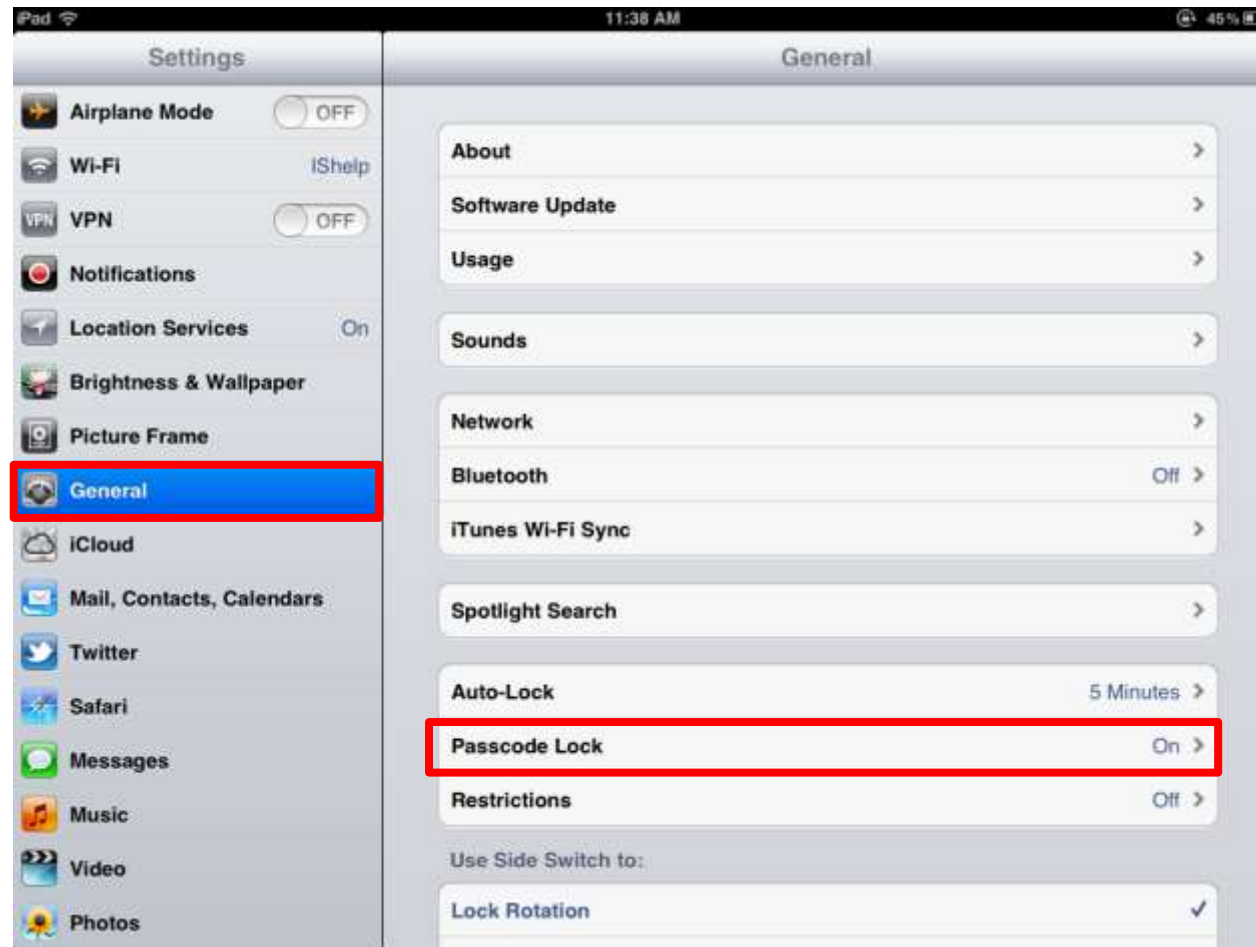 iPad 11:38 AM 45%
Settings
Airplane Mode OFF
Wi-Fi IShelp
VPN VPN OFF
Notifications
Location Services On
Brightness & Wallpaper
Picture Frame
General
iCloud
Mail, Contacts, Calendars
Twitter
Safari
Messages
Music
Video
Photos
General
About
Software Update
Usage
Sounds
Network
Bluetooth Off
iTunes Wi-Fi Sync
Spotlight Search
Auto-Lock 5 Minutes
Passcode Lock On
Restrictions Off
Use Side Switch to:
Lock Rotation